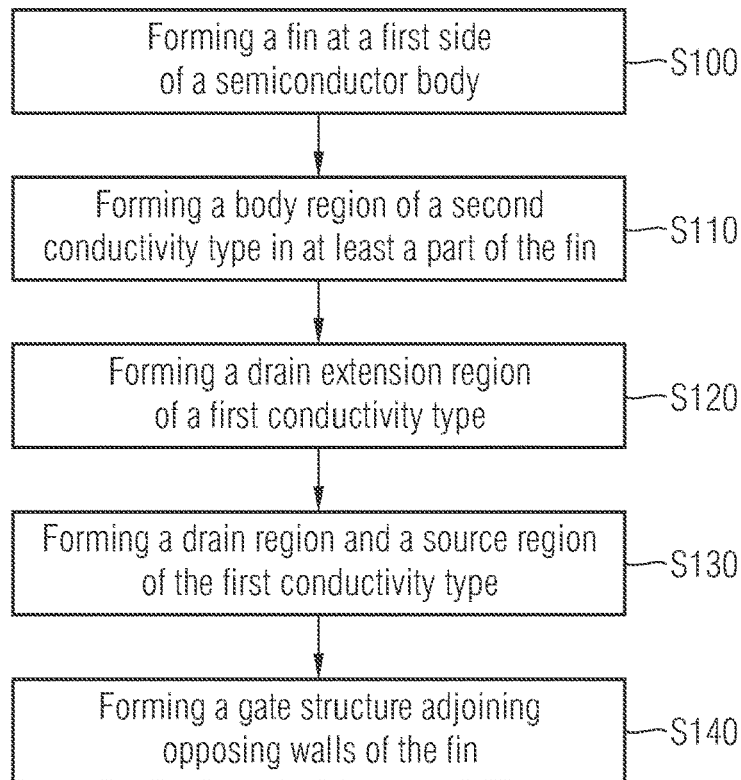 Forming a fin at a first side
of a semiconductor body
S100
Forming a body region of a second
conductivity type in at least a part of the fin
S110
Forming a drain extension region
of a first conductivity type
S120
Forming a drain region and a source region
of the first conductivity type
S130
Forming a gate structure adjoining
opposing walls of the fin
S140